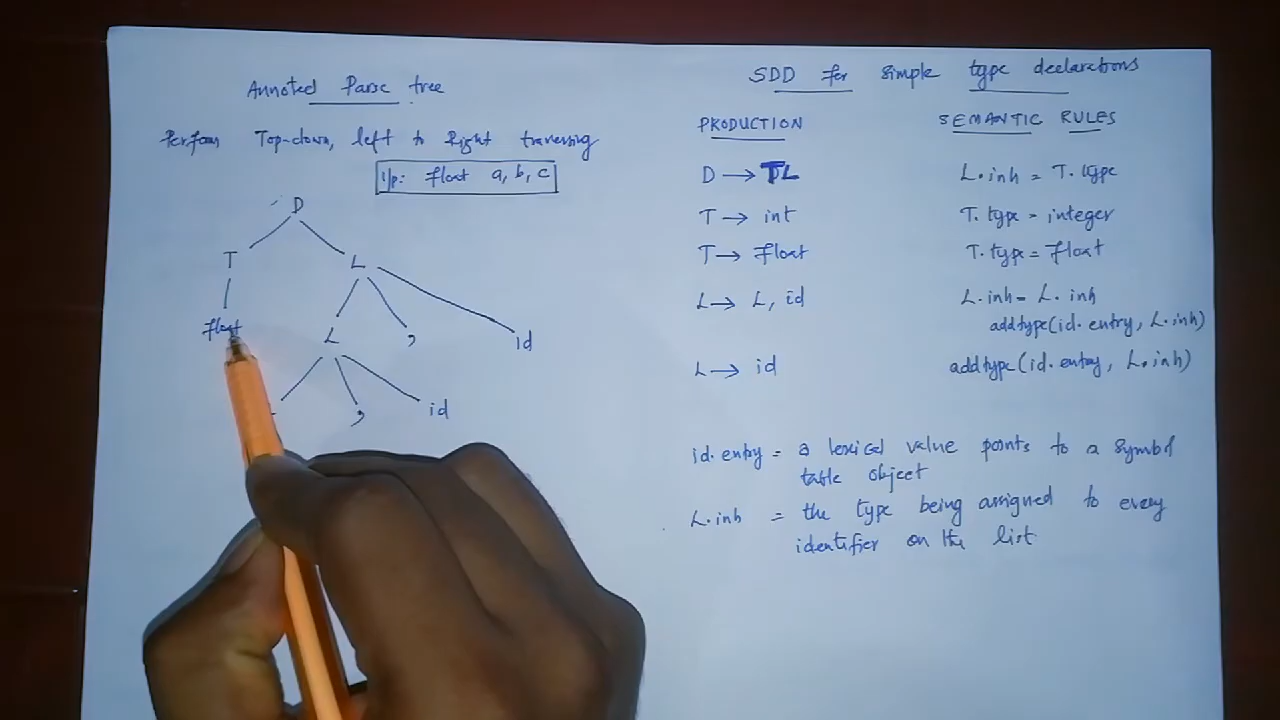 Annoted Parse tree
Perform Top-down, left to Right traversing
i/p: float a, b, c
D
T L
float L , id
, id
SDD for simple type declarations
PRODUCTION SEMANTIC RULES
D → TL L.inh = T.type
T → int T.type = integer
T → float T.type = float
L → L, id L.inh = L.inh
addtype(id.entry, L.inh)
L → id addtype(id.entry, L.inh)
id.entry = a lexical value points to a symbol
table object
L.inh = the type being assigned to every
identifier on the list